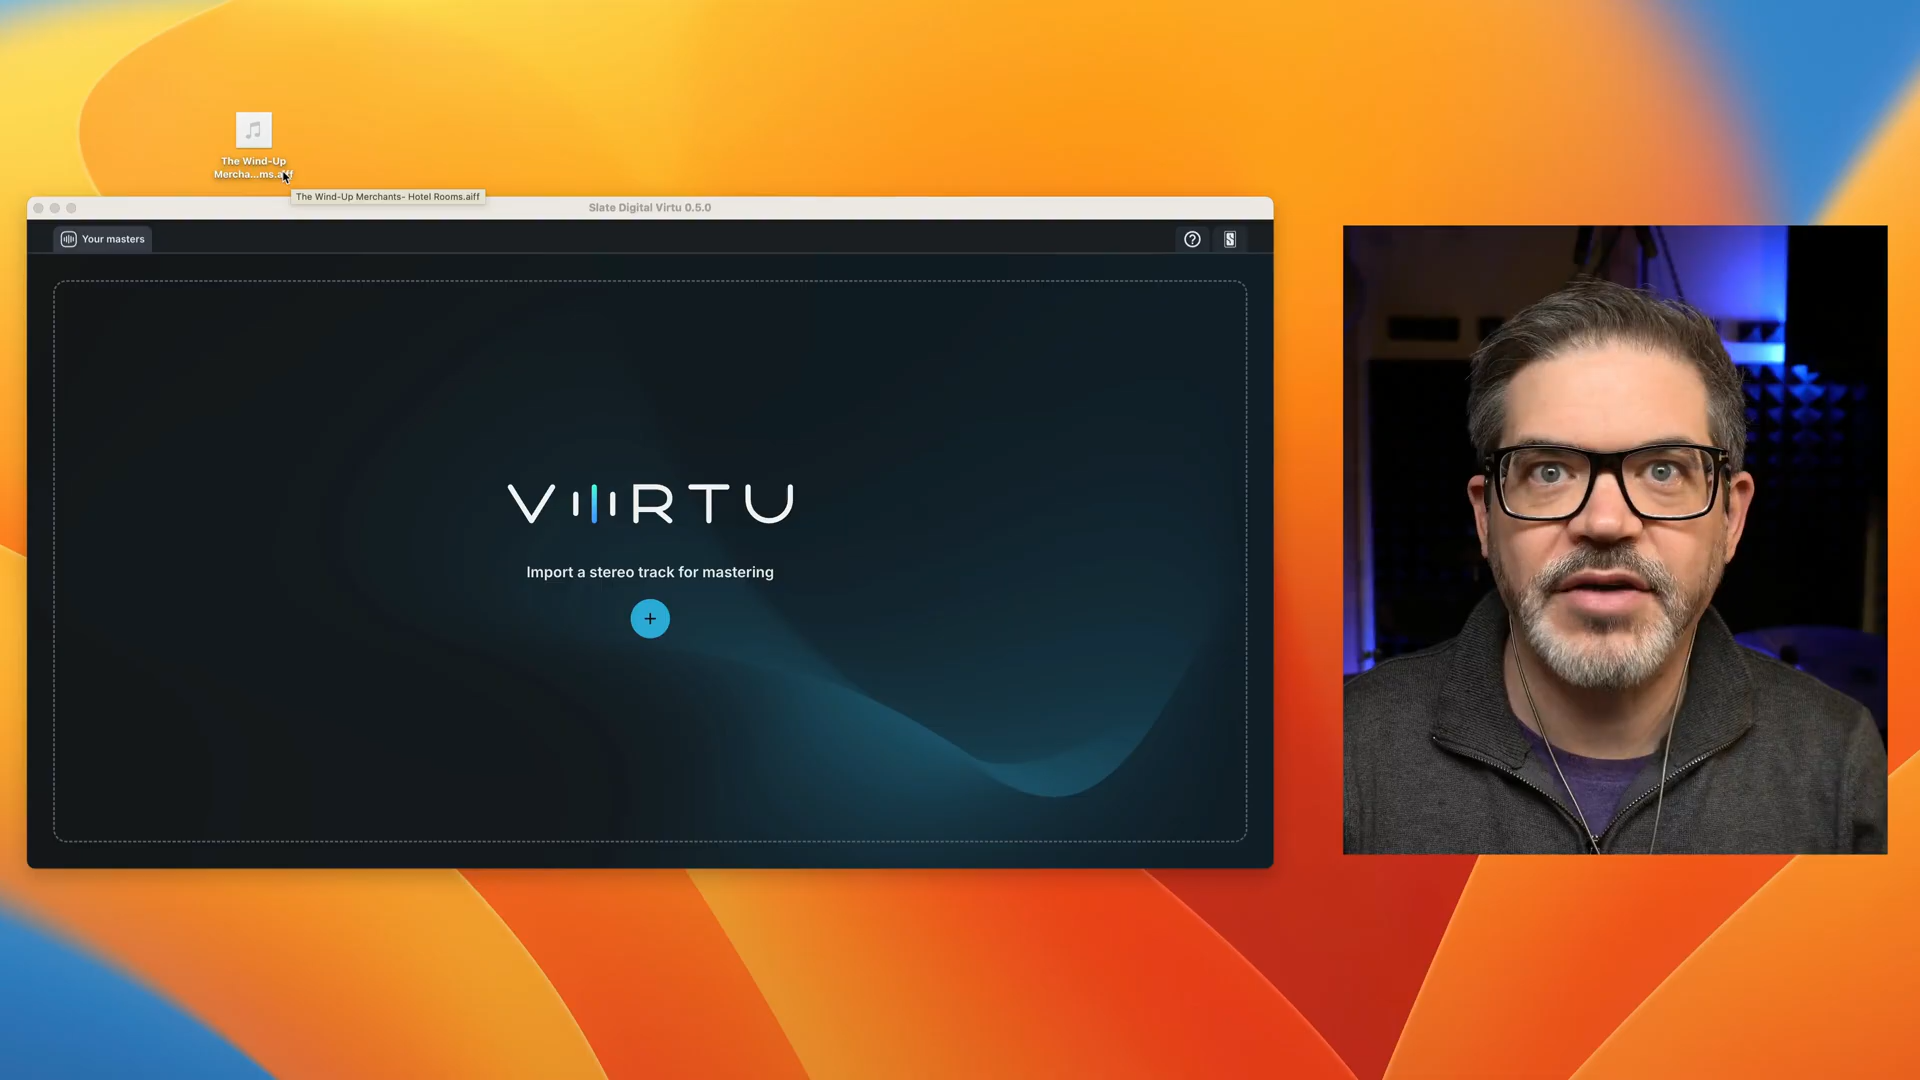 The Wind-Up
Mercha...ms.aiff
The Wind-Up Merchants- Hotel Rooms.aiff
Slate Digital Virtu 0.5.0
Your masters
VIRTU
Import a stereo track for mastering